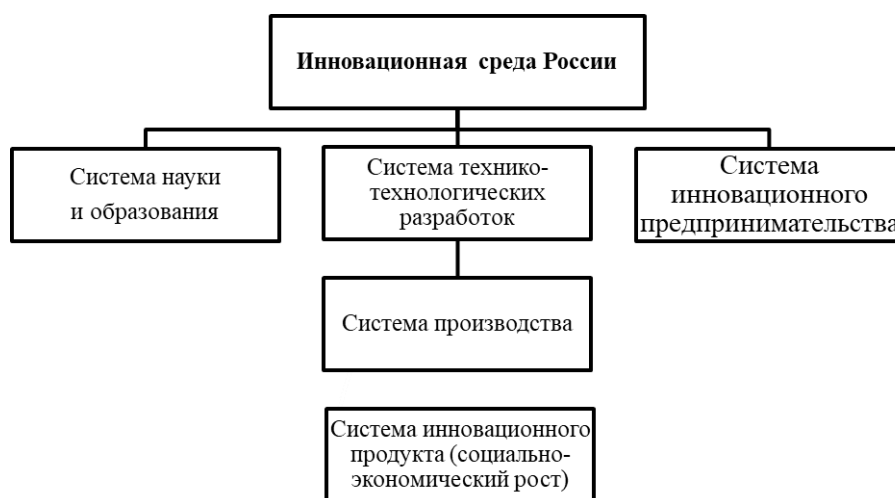 Инновационная среда России
Система науки
и образования
Система технико-
технологических
разработок
Система
инновационного
предпринимательства
Система производства
Система инновационного
продукта (социально-
экономический рост)